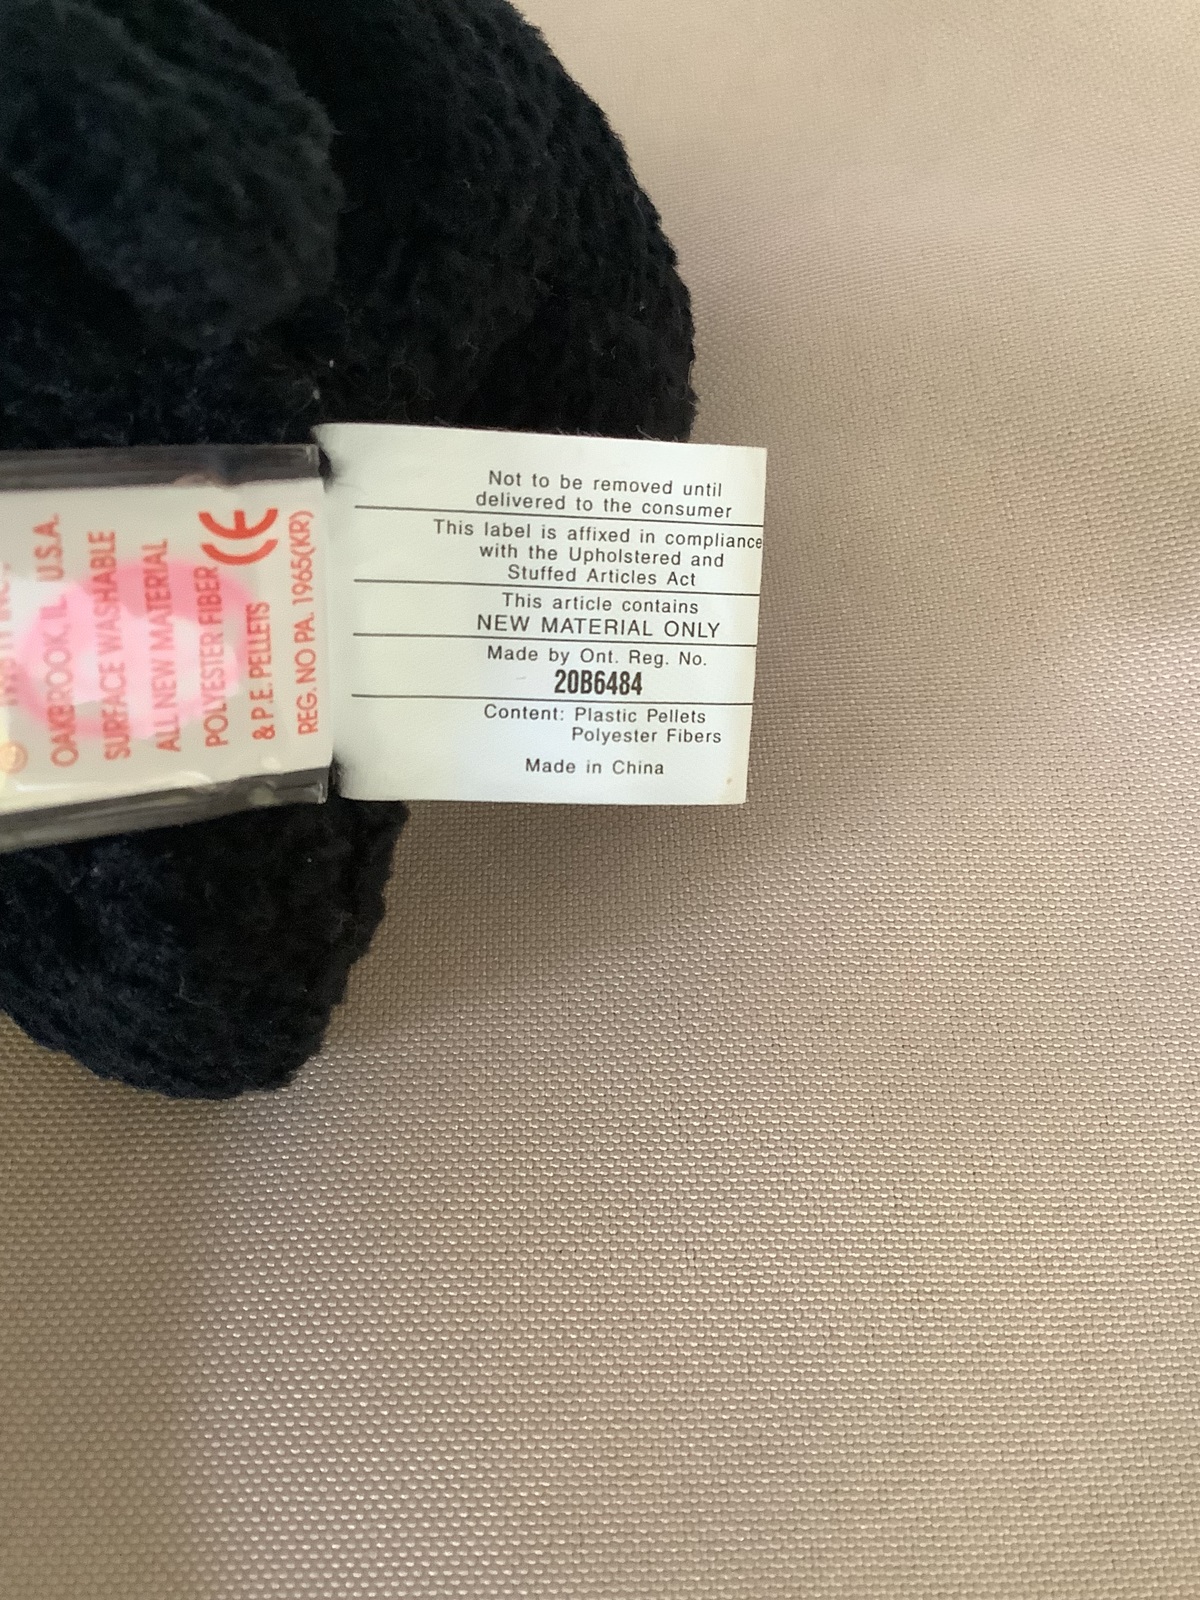 OAKBROOK, IL. U.S.A.
SURFACE WASHABLE
ALL NEW MATERIAL
POLYESTER FIBER
& P.E. PELLETS
CE
REG. NO PA. 1965(KR)
Not to be removed until
delivered to the consumer
This label is affixed in compliance
with the Upholstered and
Stuffed Articles Act
This article contains
NEW MATERIAL ONLY
Made by Ont. Reg. No.
20B6484
Content: Plastic Pellets
Polyester Fibers
Made in China